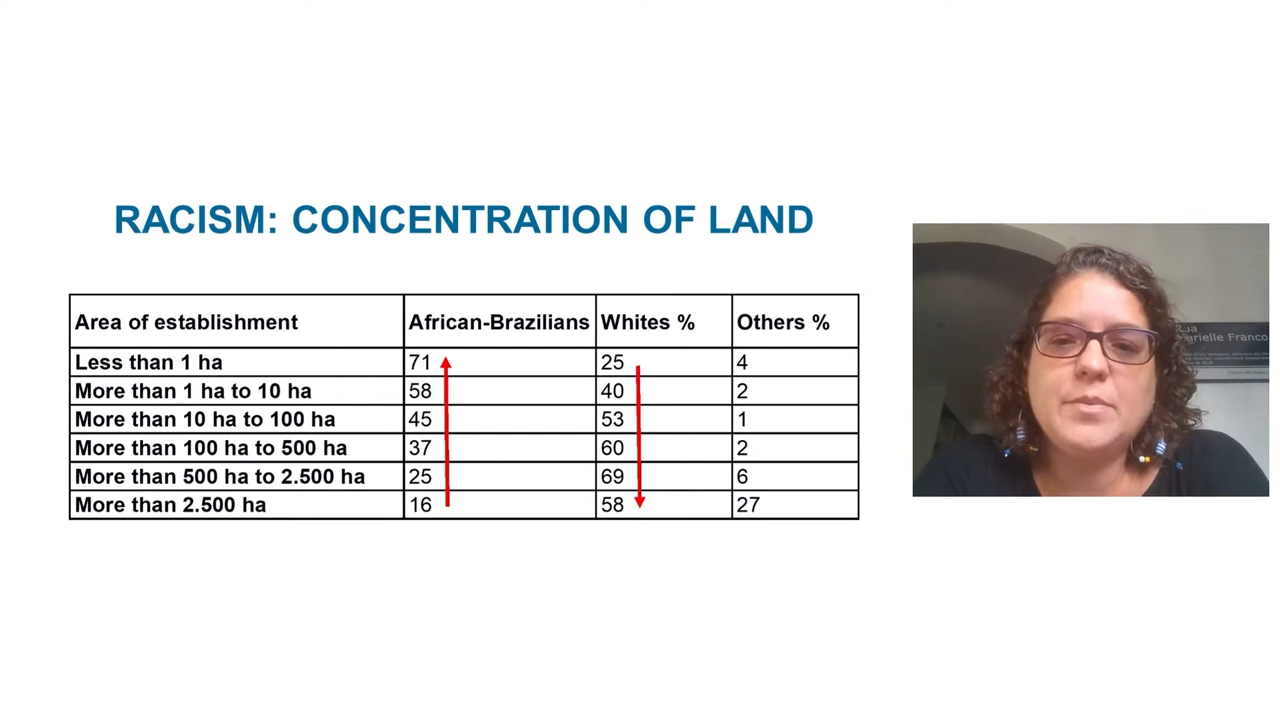 RACISM: CONCENTRATION OF LAND
Area of establishment African-Brazilians Whites % Others %
Less than 1 ha 71 25 4
More than 1 ha to 10 ha 58 40 2
More than 10 ha to 100 ha 45 53 1
More than 100 ha to 500 ha 37 60 2
More than 500 ha to 2.500 ha 25 69 6
More than 2.500 ha 16 58 27
Rua
arielle Franco